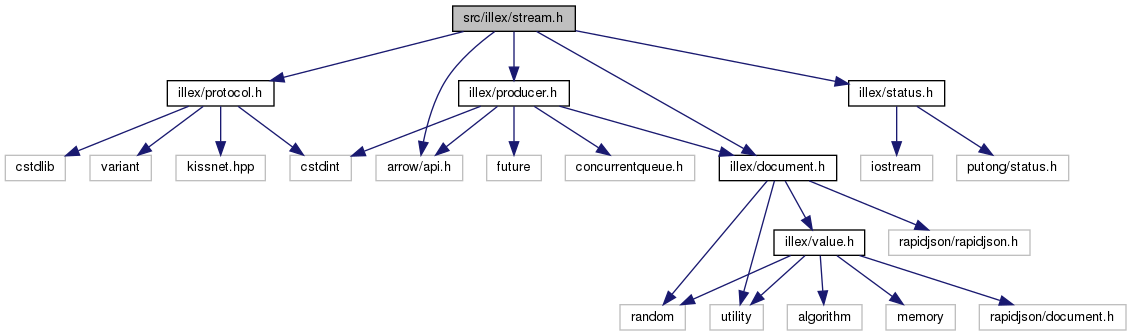 src/illex/stream.h
illex/protocol.h
illex/producer.h
illex/status.h
cstdlib
variant
kissnet.hpp
cstdint
arrow/api.h
future
concurrentqueue.h
illex/document.h
iostream
putong/status.h
illex/value.h
rapidjson/rapidjson.h
random
utility
algorithm
memory
rapidjson/document.h